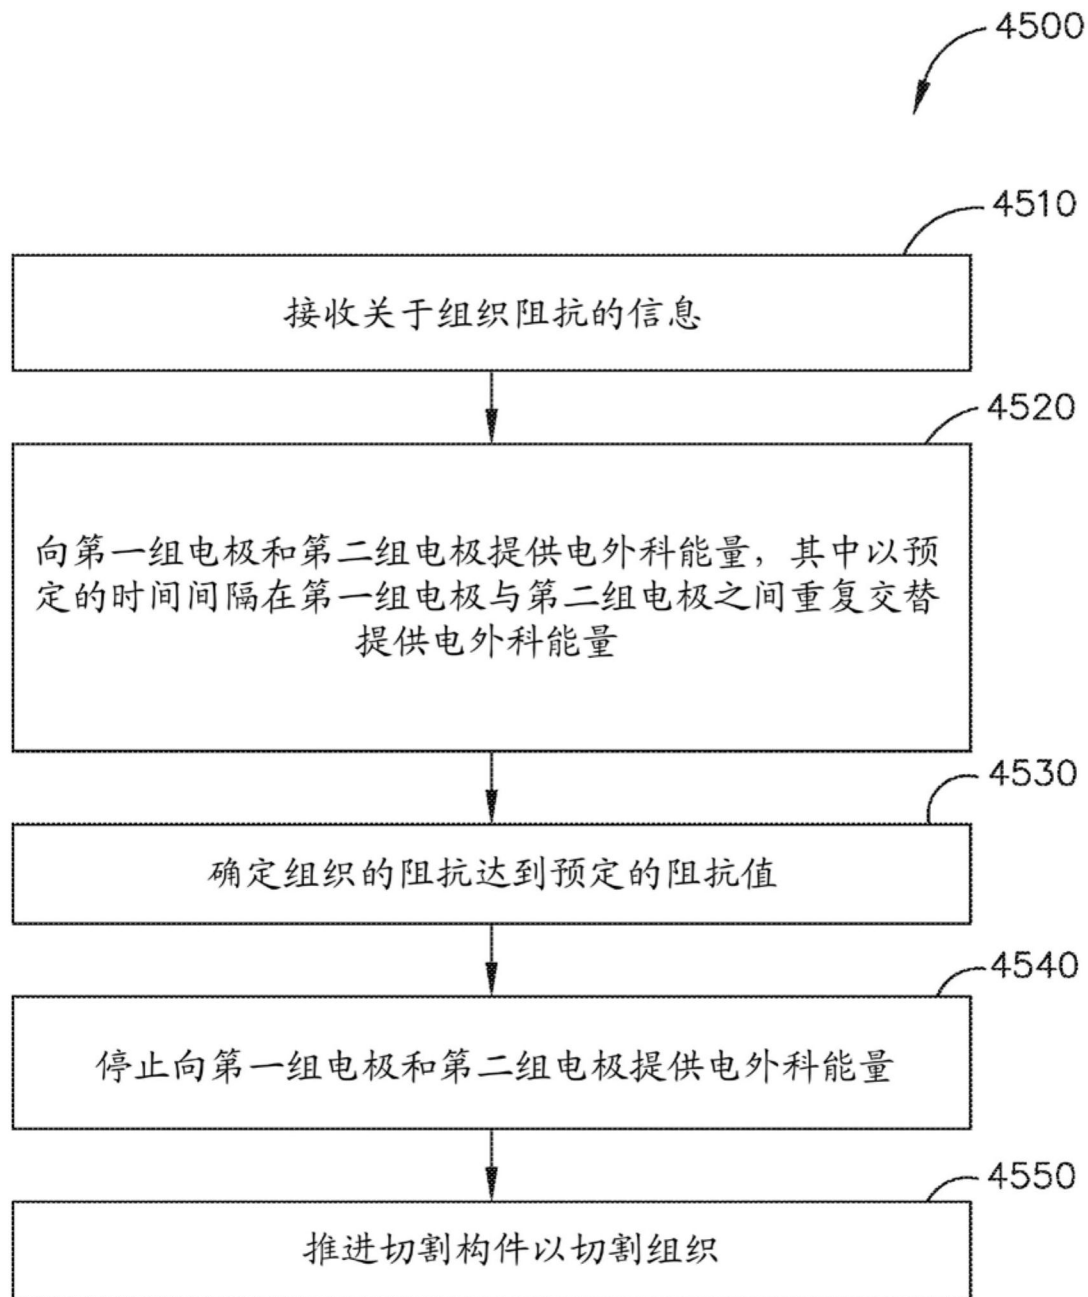 4500
4510
接收关于组织阻抗的信息
4520
向第一组电极和第二组电极提供电外科能量，其中以预
定的时间间隔在第一组电极与第二组电极之间重复交替
提供电外科能量
4530
确定组织的阻抗达到预定的阻抗值
4540
停止向第一组电极和第二组电极提供电外科能量
4550
推进切割构件以切割组织